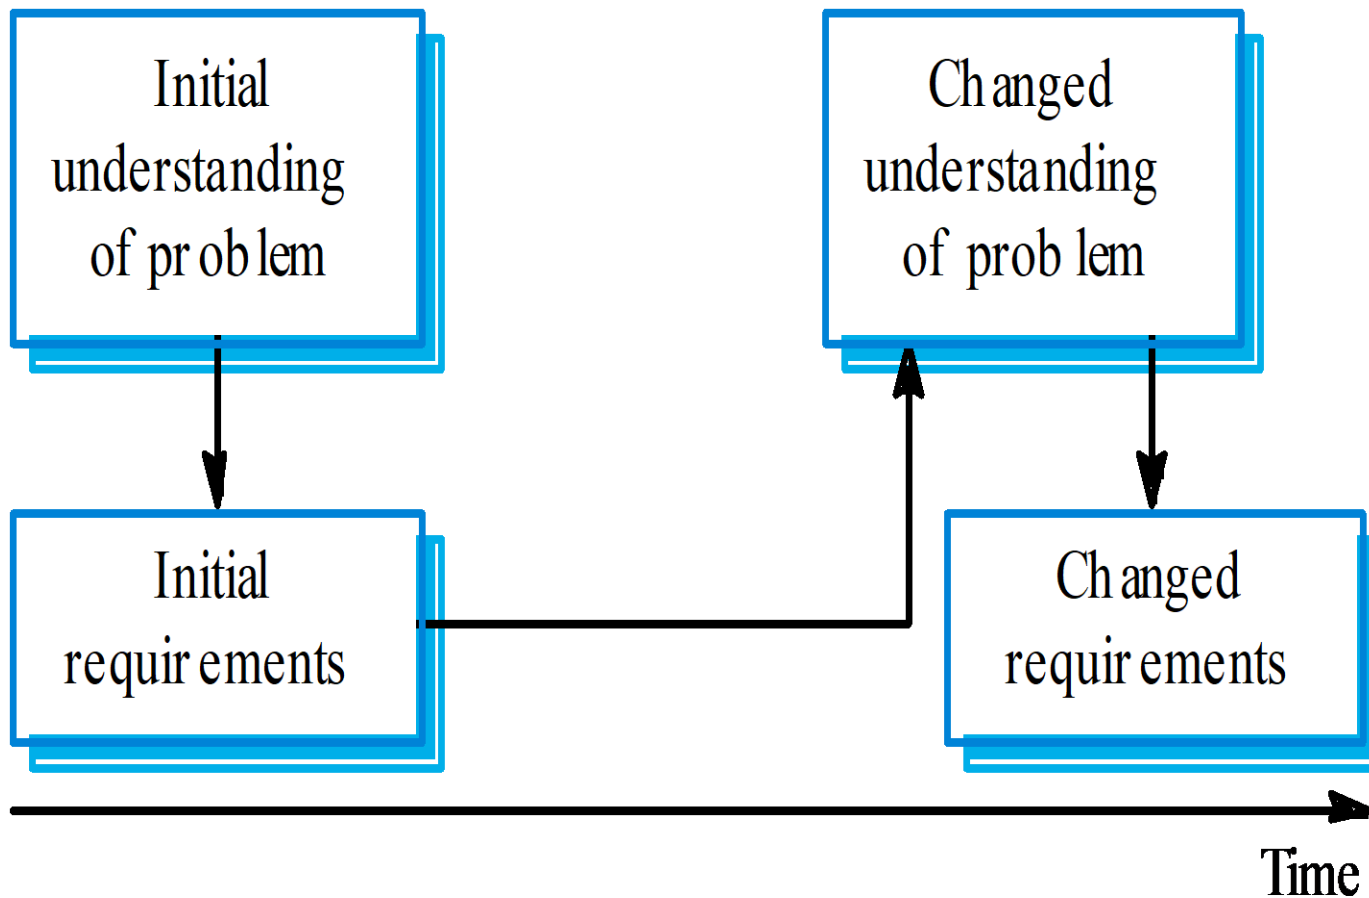 Initial
understanding
of problem
Changed
understanding
of problem
Initial
requirements
Changed
requirements
Time